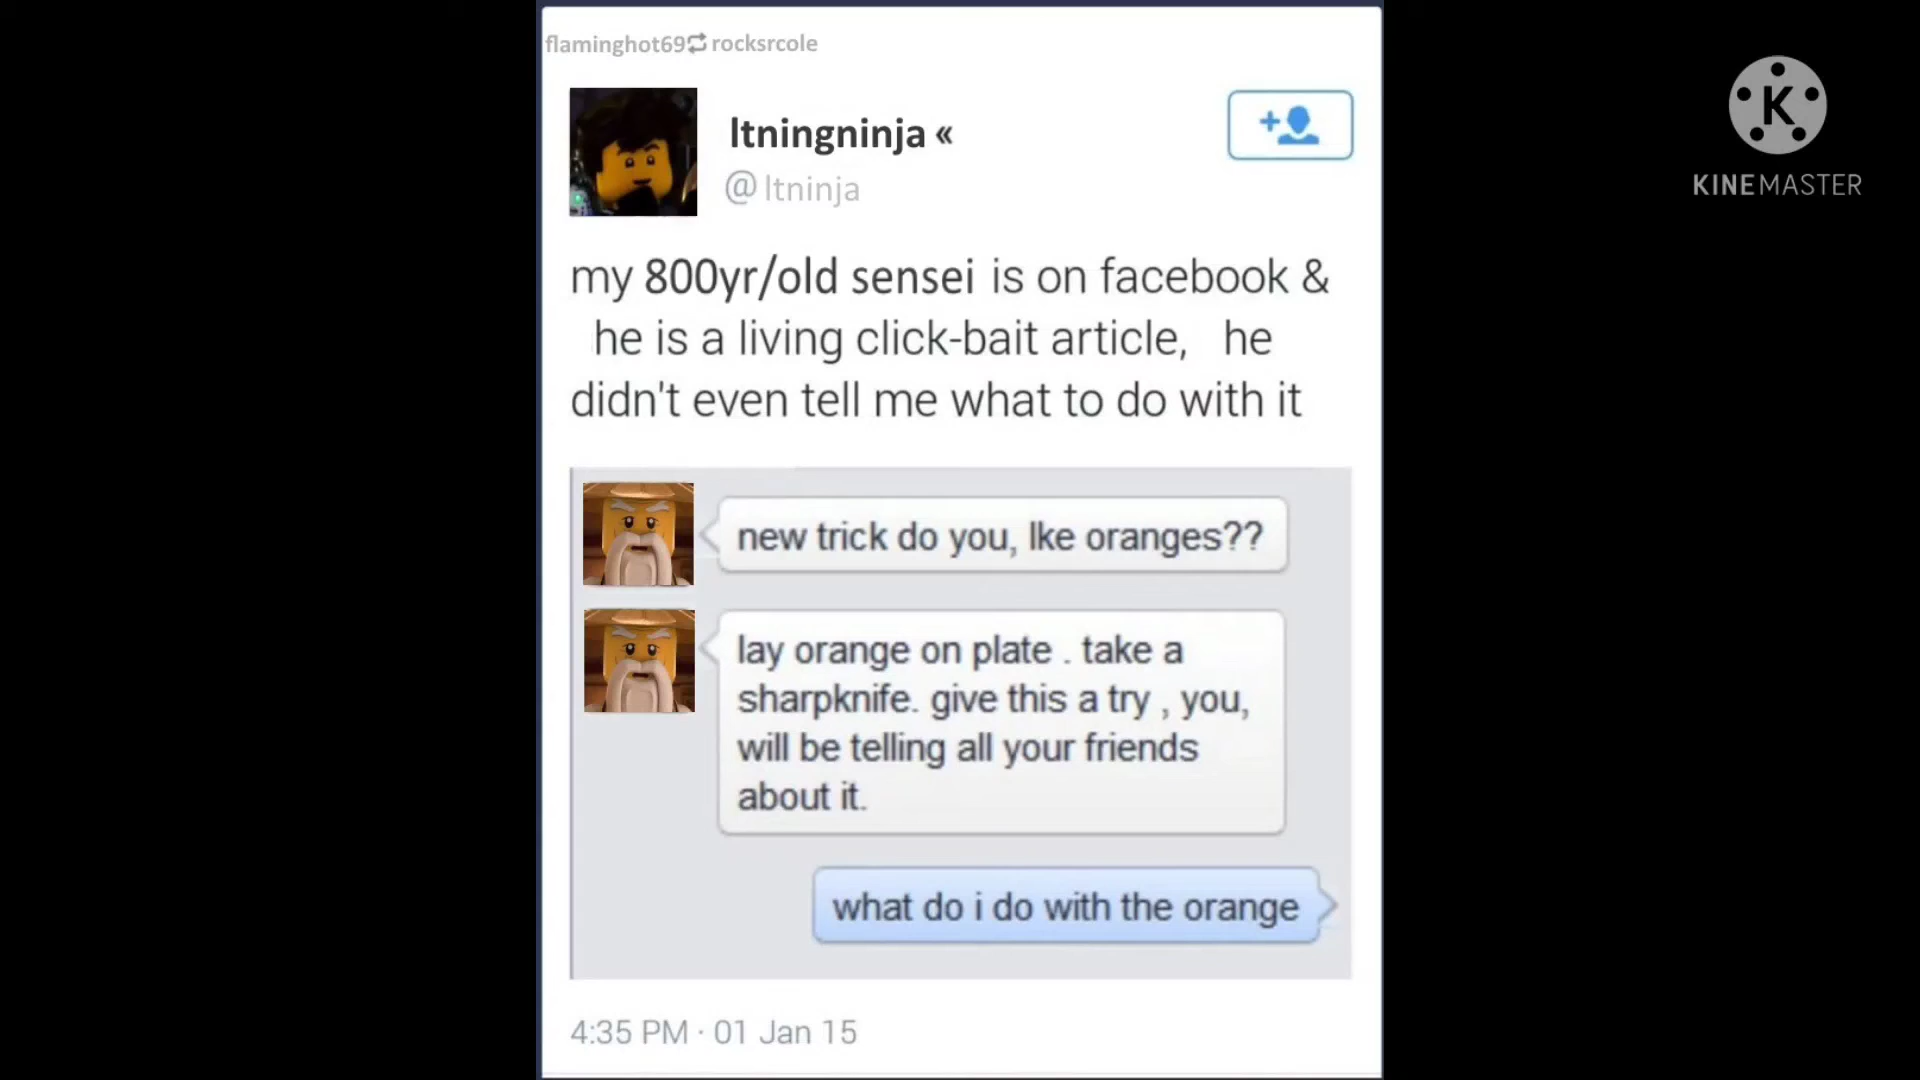 flaminghot69 rocksrcole
ltningninja «
@ltninja
my 800yr/old sensei is on facebook &
he is a living click-bait article, he
didn't even tell me what to do with it
new trick do you, lke oranges??
lay orange on plate . take a
sharpknife. give this a try , you,
will be telling all your friends
about it.
what do i do with the orange
4:35 PM · 01 Jan 15
K
KINEMASTER